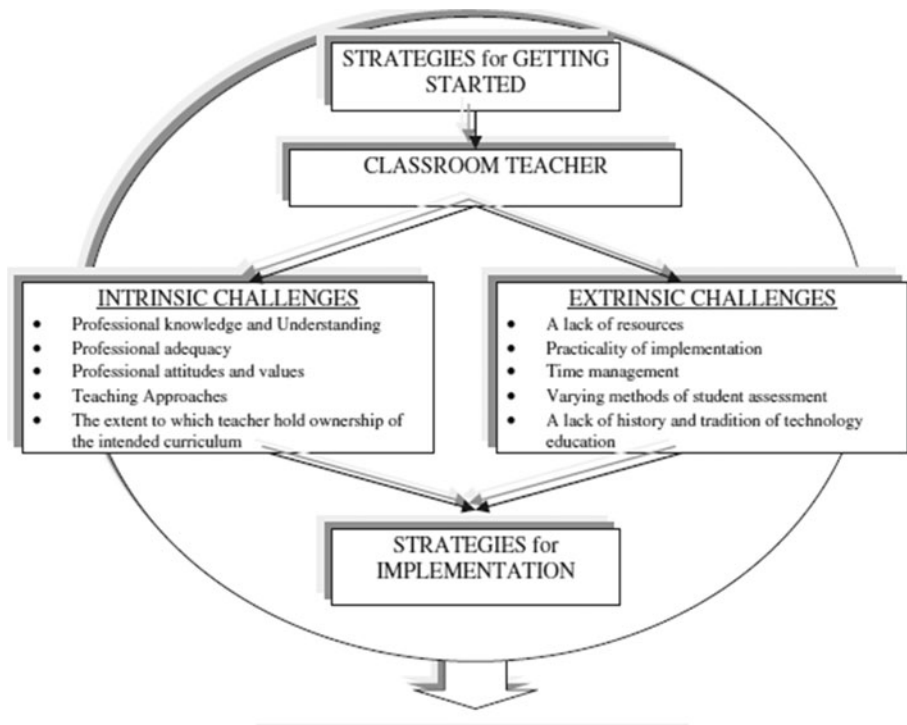 STRATEGIES for GETTING
STARTED
CLASSROOM TEACHER
INTRINSIC CHALLENGES
• Professional knowledge and Understanding
• Professional adequacy
• Professional attitudes and values
• Teaching Approaches
• The extent to which teacher hold ownership of
the intended curriculum
EXTRINSIC CHALLENGES
• A lack of resources
• Practicality of implementation
• Time management
• Varying methods of student assessment
• A lack of history and tradition of technology
education
STRATEGIES for
IMPLEMENTATION